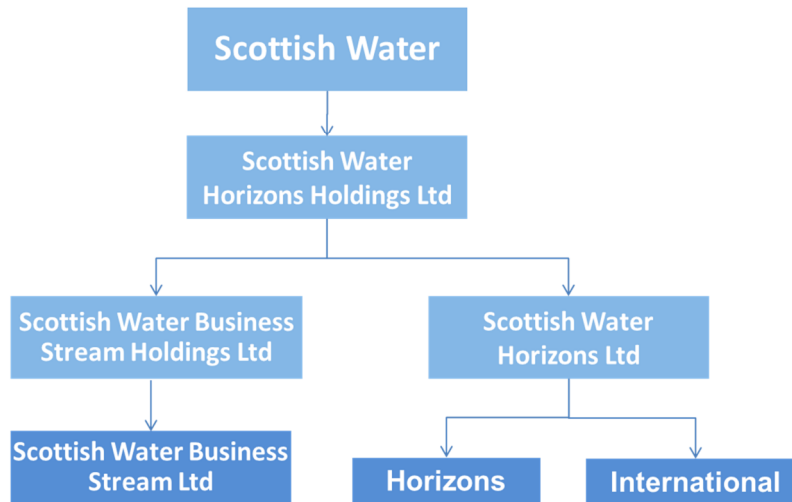 Scottish Water
Scottish Water
Horizons Holdings Ltd
Scottish Water Business
Stream Holdings Ltd
Scottish Water
Horizons Ltd
Scottish Water Business
Stream Ltd
Horizons
International